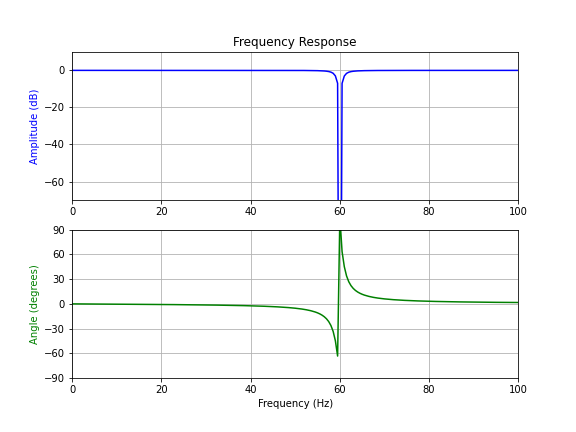 Frequency Response
Amplitude (dB)
0
−20
−40
−60
0 20 40 60 80 100
Angle (degrees)
90
60
30
0
−30
−60
−90
0 20 40 60 80 100
Frequency (Hz)